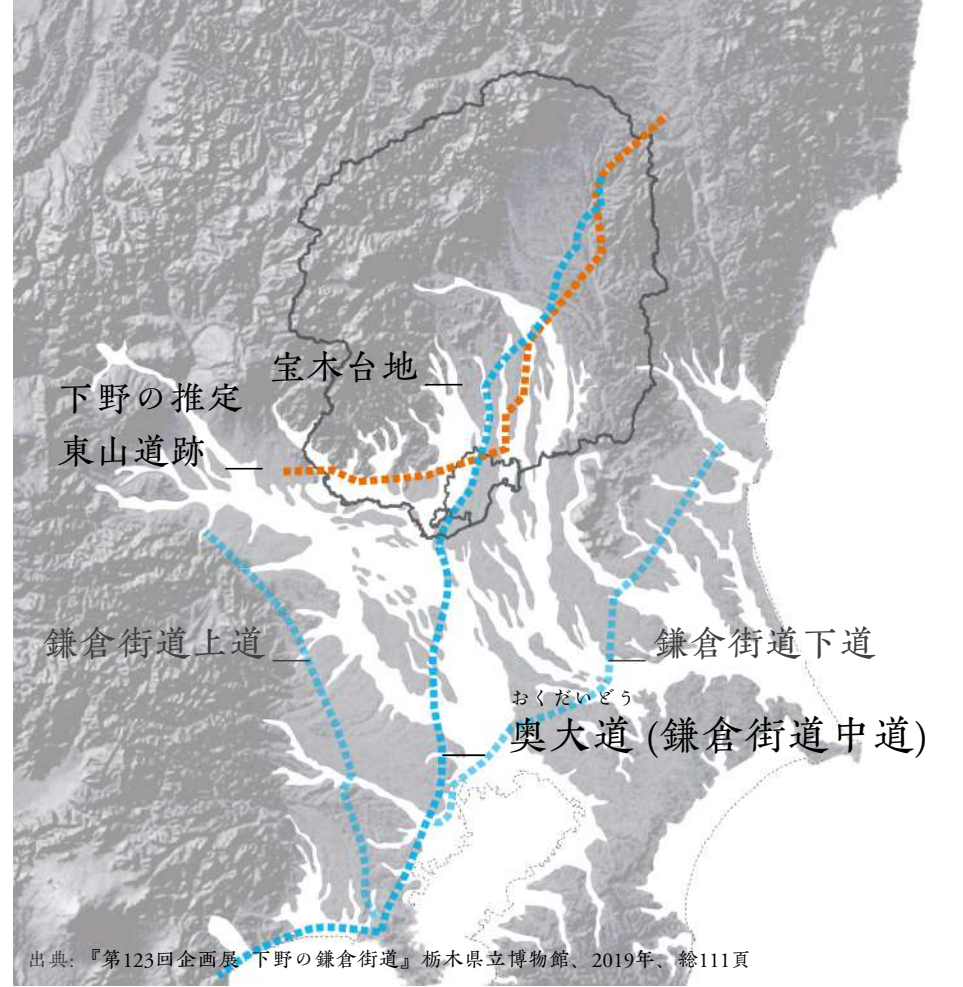 宝木台地
下野の推定
東山道跡
鎌倉街道上道
鎌倉街道下道
おくだいどう
奥大道 (鎌倉街道中道)
出典: 『第123回企画展 下野の鎌倉街道』栃木県立博物館、2019年、総111頁